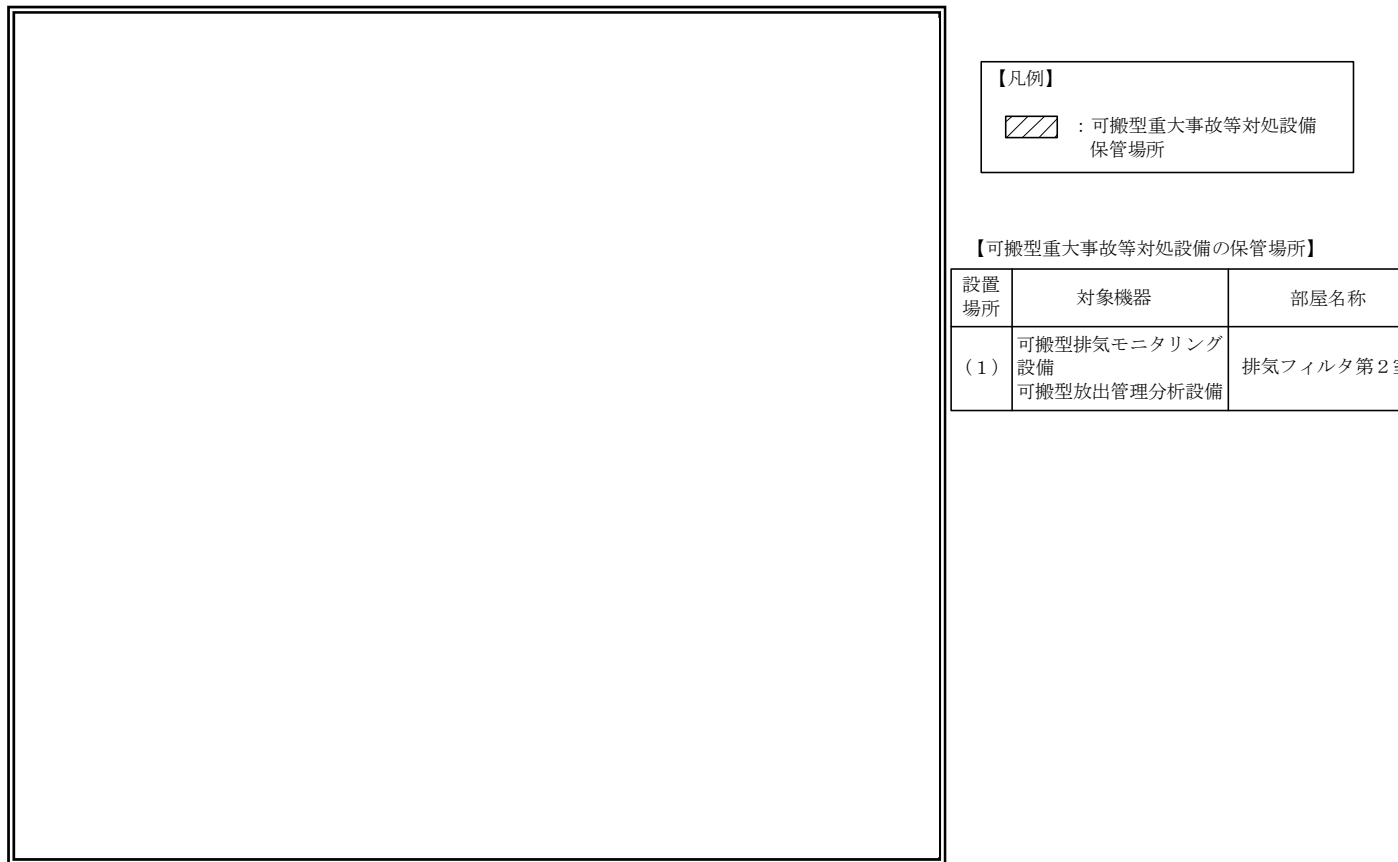 【凡例】
：可搬型重大事故等対処設備
保管場所
【可搬型重大事故等対処設備の保管場所】
設置
場所
対象機器
部屋名称
（１）
可搬型排気モニタリング
設備
可搬型放出管理分析設備
排気フィルタ第２